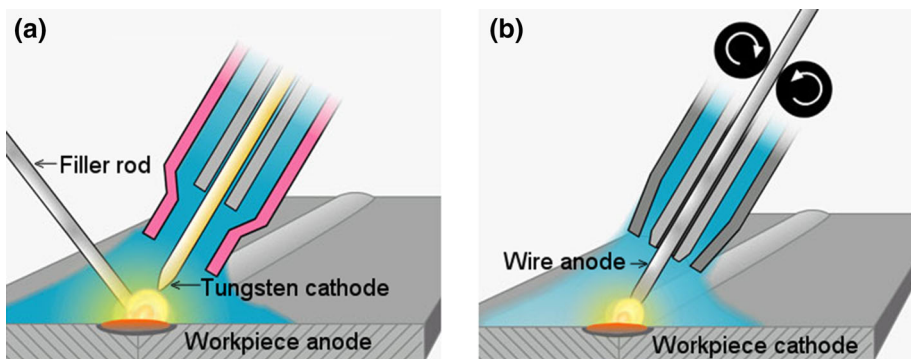 (a)
Filler rod
Tungsten cathode
Workpiece anode
(b)
Wire anode
Workpiece cathode